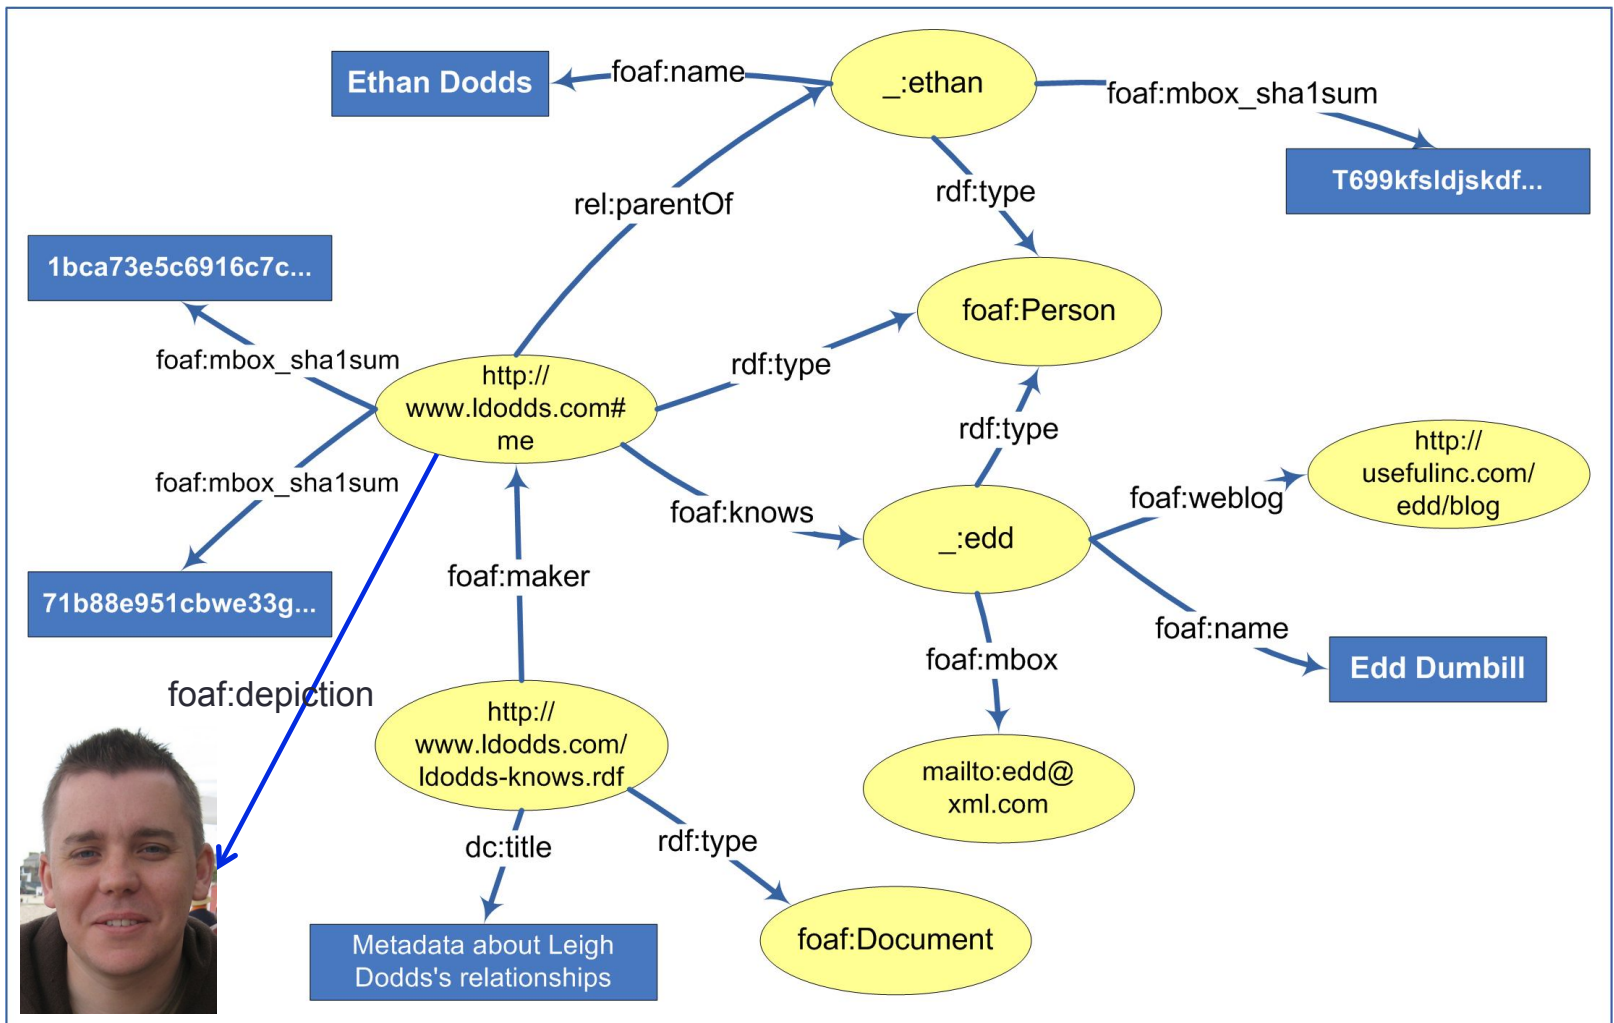 Ethan Dodds
foaf:name
_:ethan
foaf:mbox_sha1sum
T699kfsldjskdf...
rdf:type
rel:parentOf
1bca73e5c6916c7c...
foaf:Person
foaf:mbox_sha1sum
rdf:type
http://
www.ldodds.com#
me
foaf:mbox_sha1sum
rdf:type
http://
usefulinc.com/
edd/blog
foaf:weblog
foaf:knows
_:edd
foaf:maker
71b88e951cbwe33g...
foaf:name
Edd Dumbill
foaf:mbox
foaf:depiction
http://
www.ldodds.com/
ldodds-knows.rdf
mailto:edd@
xml.com
dc:title
rdf:type
foaf:Document
Metadata about Leigh
Dodds's relationships